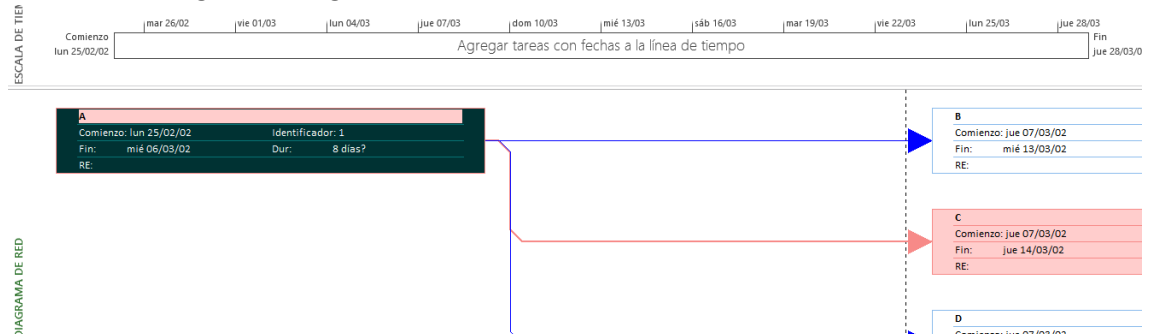 ESCALA DE TIEM
mar 26/02 vie 01/03 lun 04/03 jue 07/03 dom 10/03 mié 13/03 sáb 16/03 mar 19/03 vie 22/03 lun 25/03 jue 28/03
Comienzo
lun 25/02/02
Agregar tareas con fechas a la línea de tiempo
Fin
jue 28/03/0
DIAGRAMA DE RED
A
Comienzo: lun 25/02/02 Identificador: 1
Fin: mié 06/03/02 Dur: 8 días?
RE:
B
Comienzo: jue 07/03/02
Fin: mié 13/03/02
RE:
C
Comienzo: jue 07/03/02
Fin: jue 14/03/02
RE:
D
Comienzo: jue 07/03/02